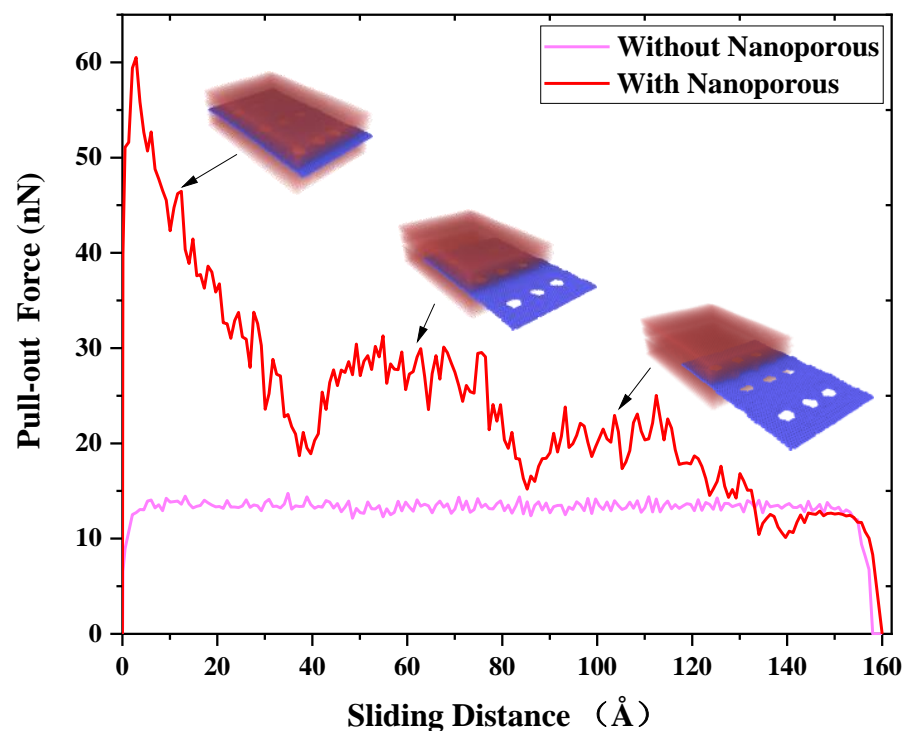 Without Nanoporous
With Nanoporous
Pull-out Force (nN)
60
50
40
30
20
10
0
0 20 40 60 80 100 120 140 160
Sliding Distance （Å）